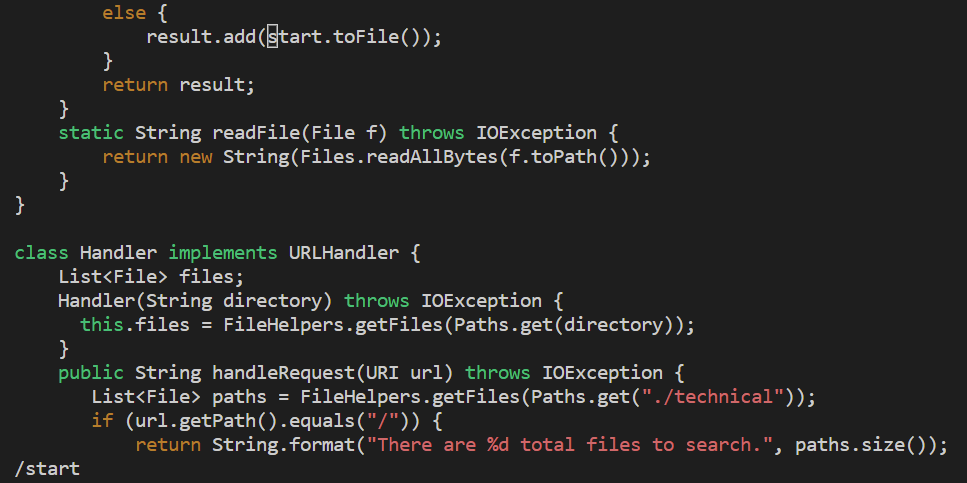 else {
            result.add(start.toFile());
        }
        return result;
    }
    static String readFile(File f) throws IOException {
        return new String(Files.readAllBytes(f.toPath()));
    }
}

class Handler implements URLHandler {
    List<File> files;
    Handler(String directory) throws IOException {
      this.files = FileHelpers.getFiles(Paths.get(directory));
    }
    public String handleRequest(URI url) throws IOException {
       List<File> paths = FileHelpers.getFiles(Paths.get("./technical"));
       if (url.getPath().equals("/")) {
           return String.format("There are %d total files to search.", paths.size());
/start